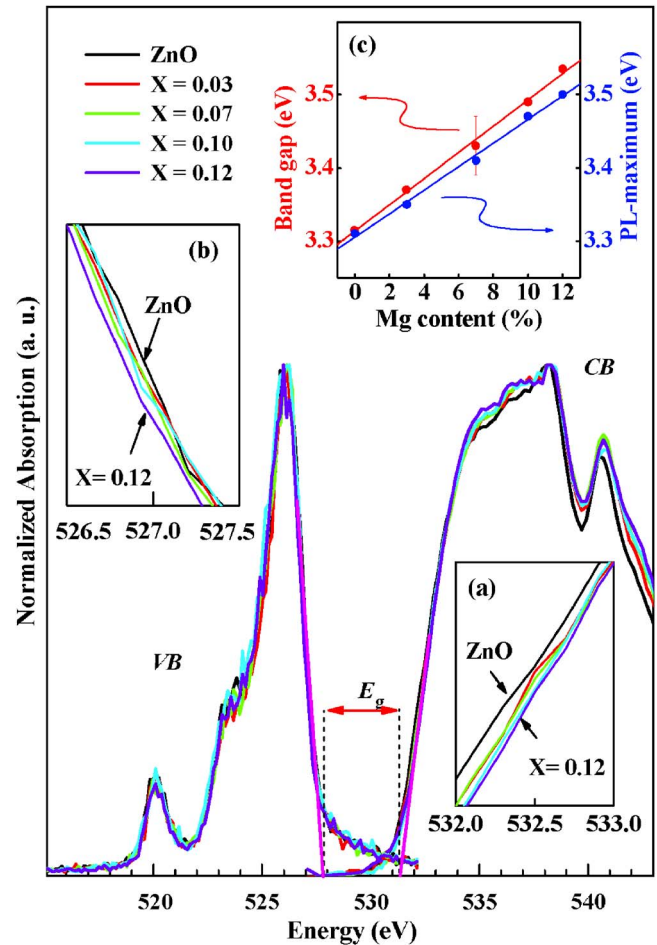 ZnO
X = 0.03
X = 0.07
X = 0.10
X = 0.12
(c)
Band gap (eV)
3.5
3.4
3.3
3.5
3.4
3.3
PL-maximum (eV)
0 2 4 6 8 10 12
Mg content (%)
(b)
ZnO
X = 0.12
526.5 527.0 527.5
CB
VB
Eg
(a)
ZnO
X= 0.12
532.0 532.5 533.0
Normalized Absorption (a. u.)
520 525 530 535 540
Energy (eV)